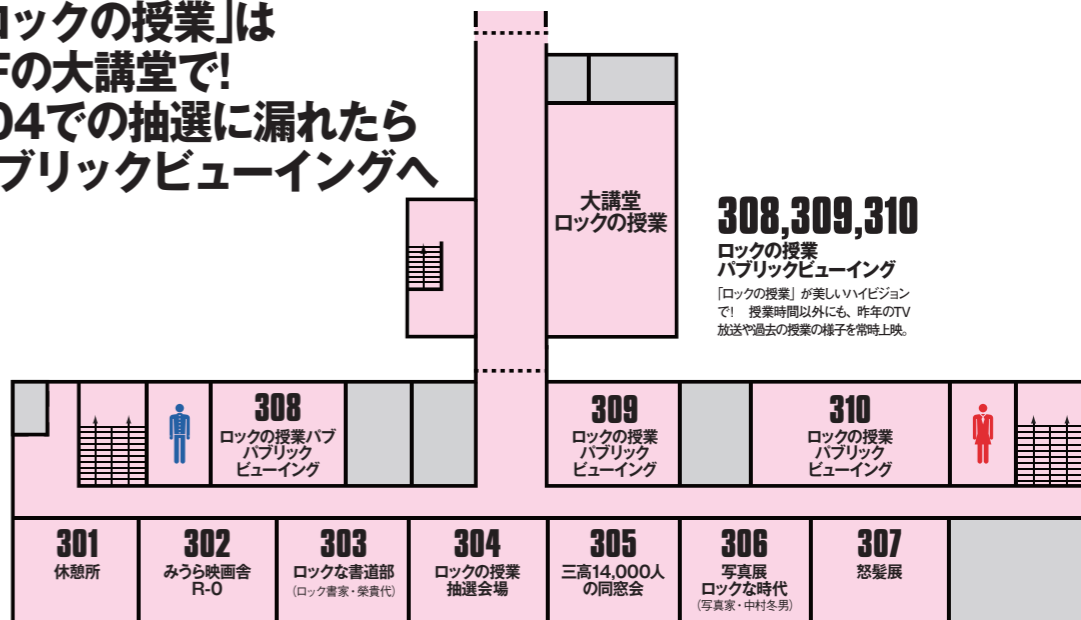 ロックの授業」は
Fの大講堂で!
04での抽選に漏れたら
ブリックビューイングへ
大講堂
ロックの授業
308,309,310
ロックの授業
パブリックビューイング
「ロックの授業」が美しいハイビジョン
で! 授業時間以外にも、昨年のTV
放送や過去の授業の様子を常時上映。
308
ロックの授業パブ
パブリック
ビューイング
309
ロックの授業
パブリック
ビューイング
310
ロックの授業
パブリック
ビューイング
301
休憩所
302
みうら映画舎
R-0
303
ロックな書道部
(ロック書家・榮貴代)
304
ロックの授業
抽選会場
305
三高14,000人
の同窓会
306
写真展
ロックな時代
(写真家・中村冬男)
307
怒髪展